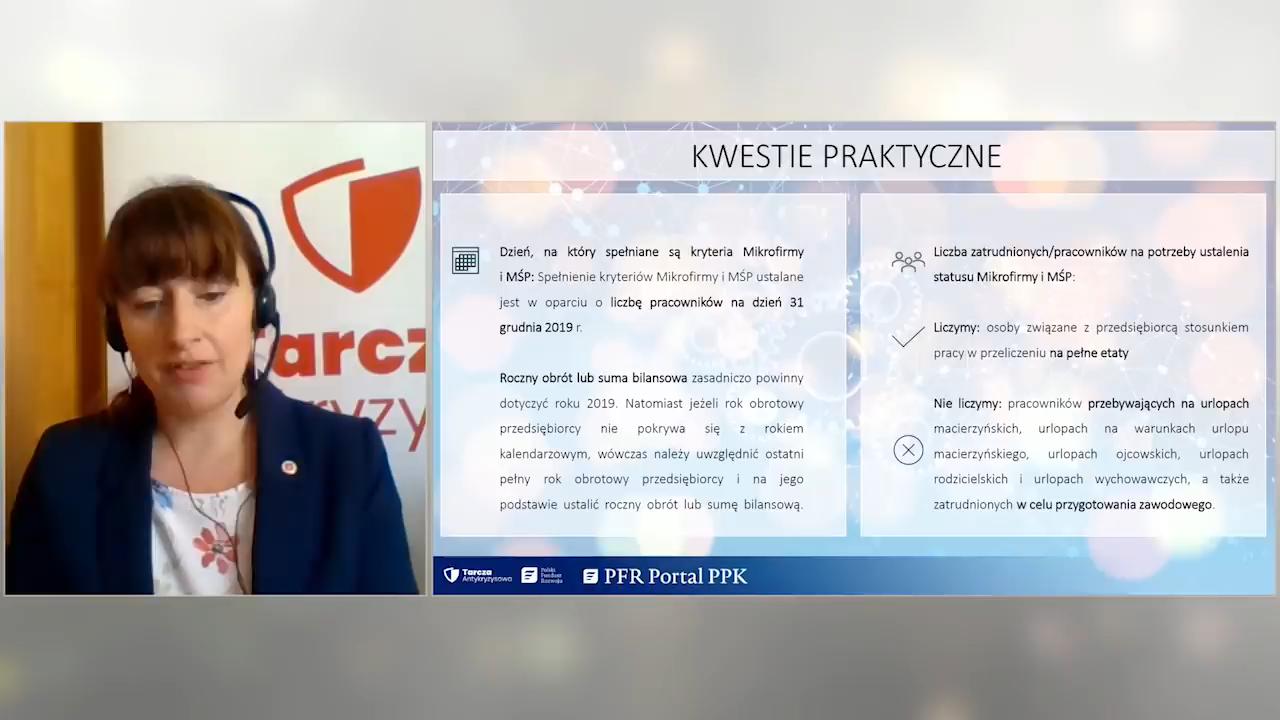 Tarcz
KWESTIE PRAKTYCZNE
Dzień, na który spełniane są kryteria Mikrofirmy
i MŚP: Spełnienie kryteriów Mikrofirmy i MŚP ustalane
jest w oparciu o liczbę pracowników na dzień 31
grudnia 2019 r.
Roczny obrót lub suma bilansowa zasadniczo powinny
dotyczyć roku 2019. Natomiast jeżeli rok obrotowy
przedsiębiorcy nie pokrywa się z rokiem
kalendarzowym, wówczas należy uwzględnić ostatni
pełny rok obrotowy przedsiębiorcy i na jego
podstawie ustalić roczny obrót lub sumę bilansową.
Liczba zatrudnionych/pracowników na potrzeby ustalenia
statusu Mikrofirmy i MŚP:
Liczymy: osoby związane z przedsiębiorcą stosunkiem
pracy w przeliczeniu na pełne etaty
Nie liczymy: pracowników przebywających na urlopach
macierzyńskich, urlopach na warunkach urlopu
macierzyńskiego, urlopach ojcowskich, urlopach
rodzicielskich i urlopach wychowawczych, a także
zatrudnionych w celu przygotowania zawodowego.
Tarcza
Antykryzysowa
Polski
Fundusz
Rozwoju
PFR Portal PPK